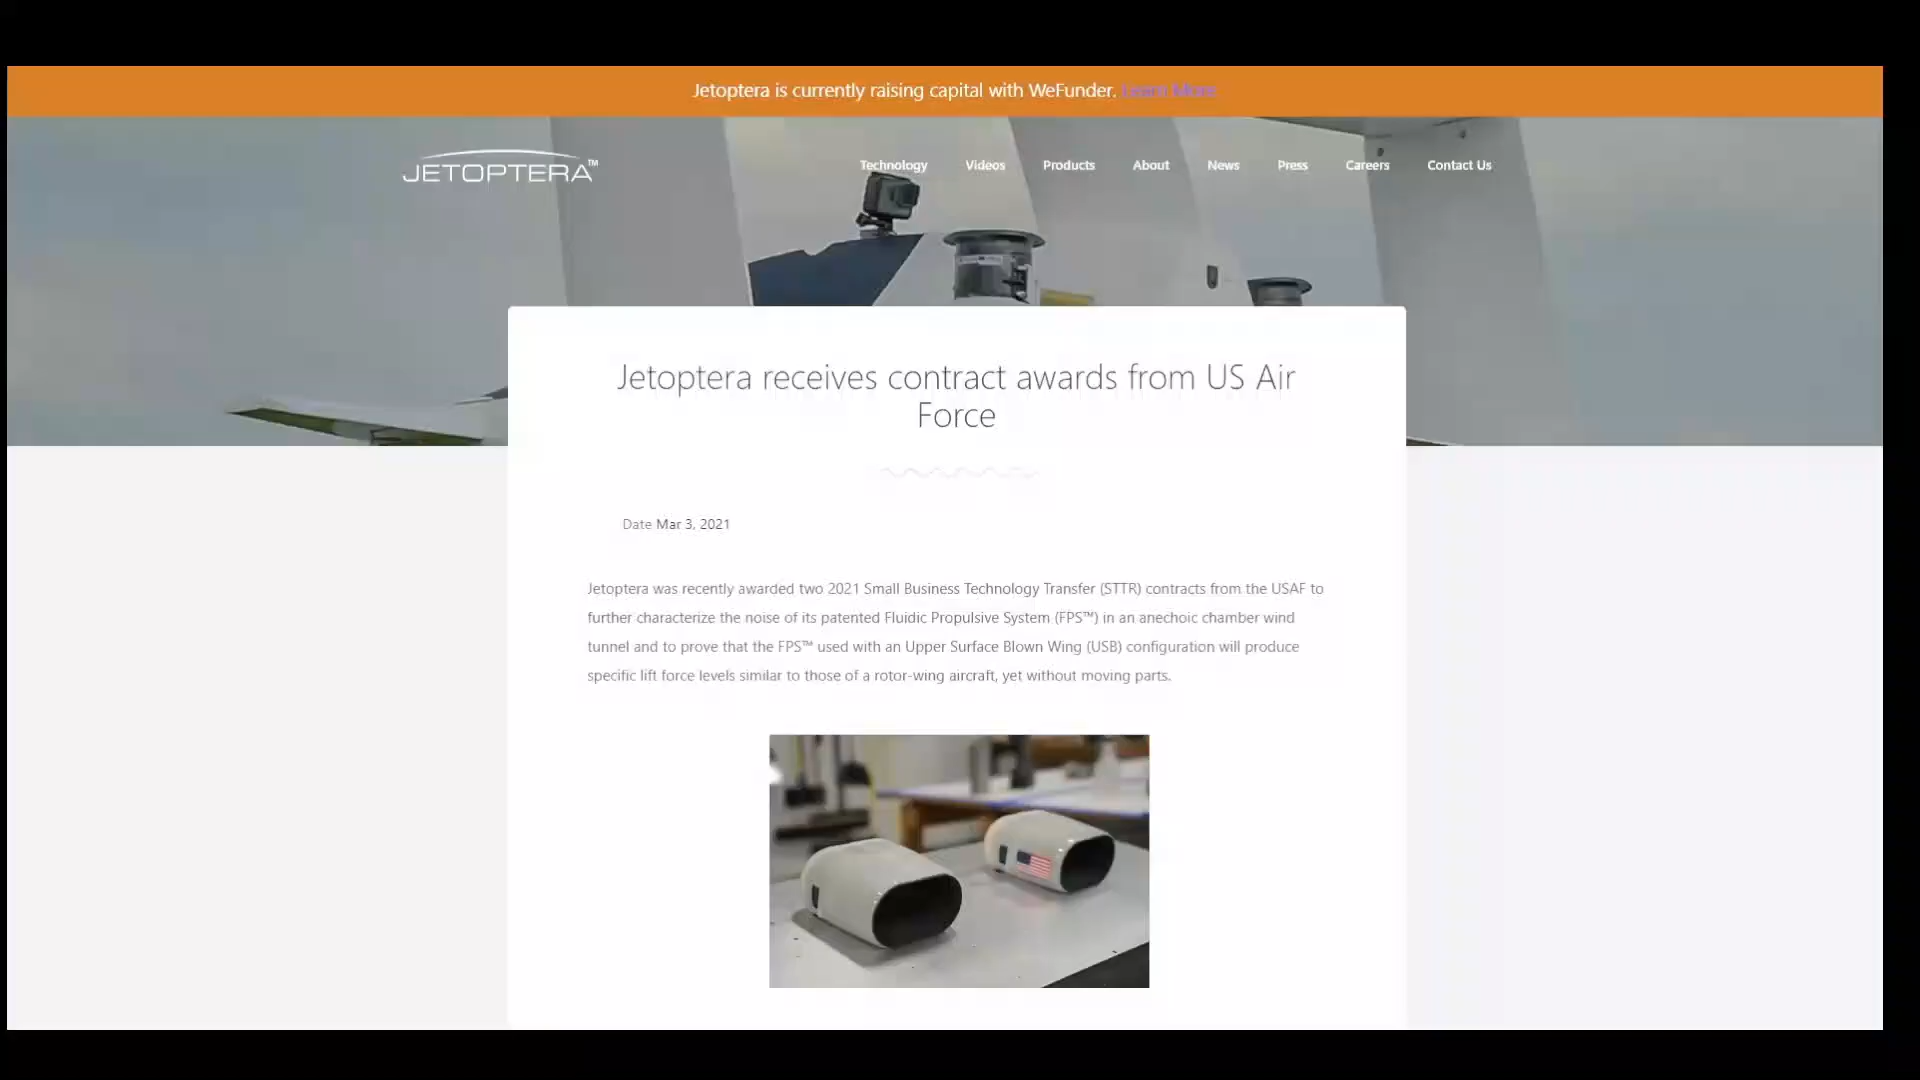 Jetoptera is currently raising capital with WeFunder. Learn More
JETOPTERA™
Technology Videos Products About News Press Careers Contact Us
Jetoptera receives contract awards from US Air
Force
Date Mar 3, 2021
Jetoptera was recently awarded two 2021 Small Business Technology Transfer (STTR) contracts from the USAF to
further characterize the noise of its patented Fluidic Propulsive System (FPS™) in an anechoic chamber wind
tunnel and to prove that the FPS™ used with an Upper Surface Blown Wing (USB) configuration will produce
specific lift force levels similar to those of a rotor-wing aircraft, yet without moving parts.